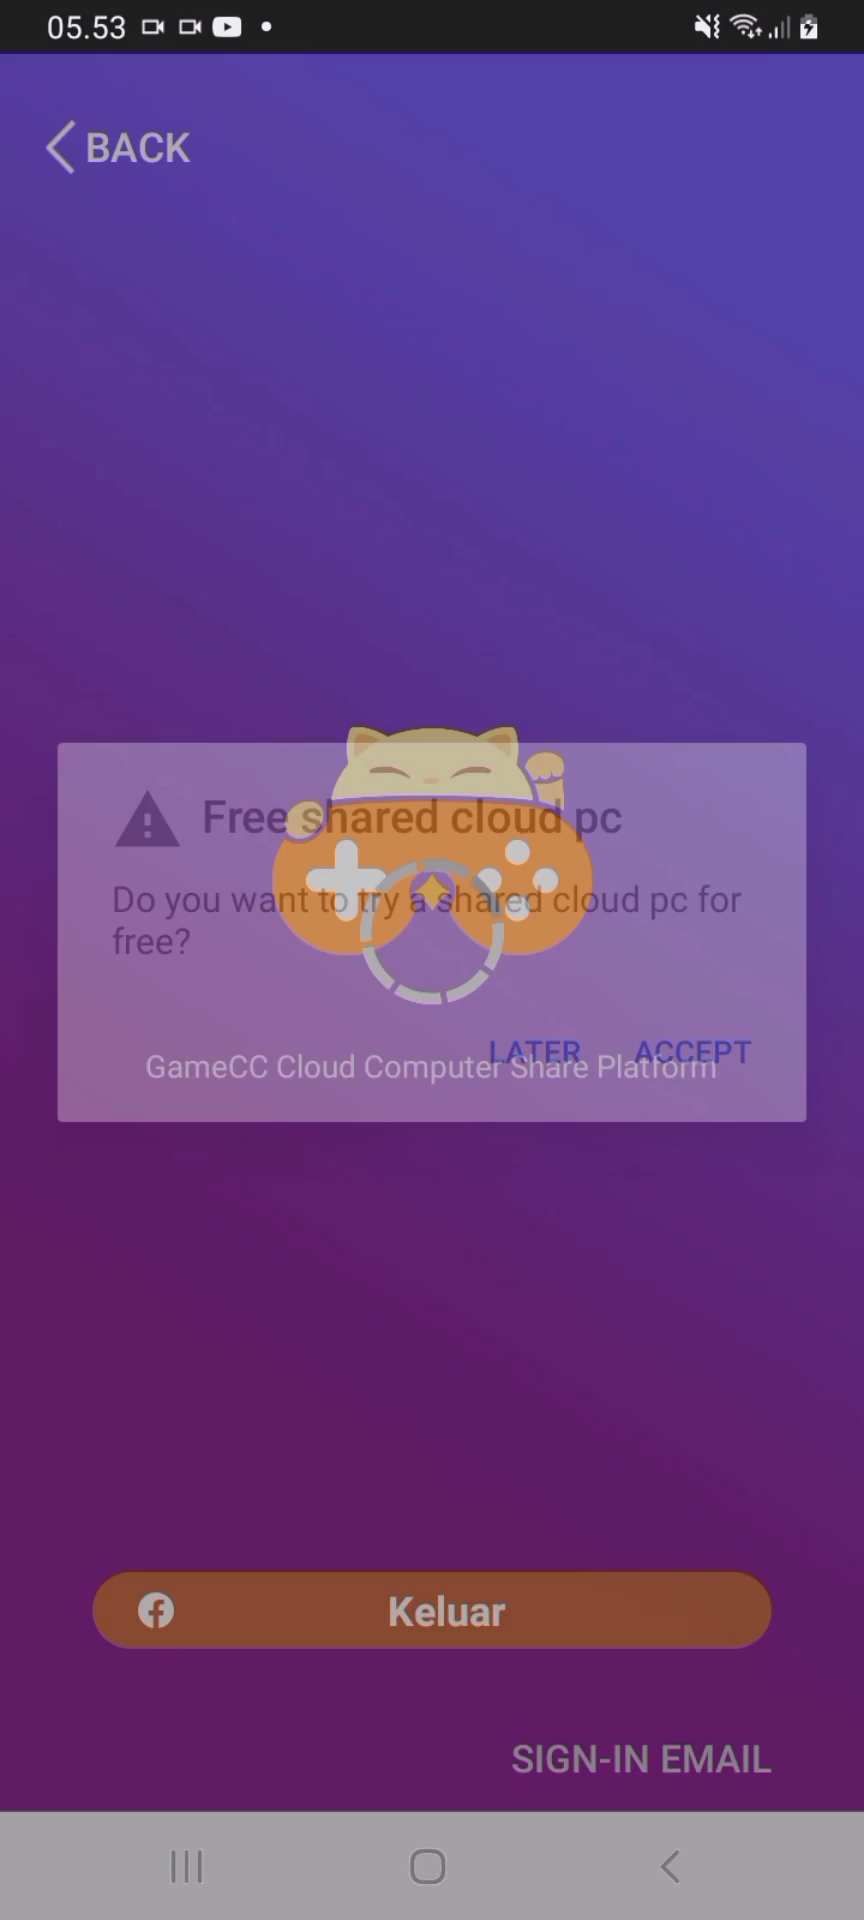 05.53
BACK
Free shared cloud pc
Do you want to try a shared cloud pc for
free?
LATER ACCEPT
GameCC Cloud Computer Share Platform
Keluar
SIGN-IN EMAIL